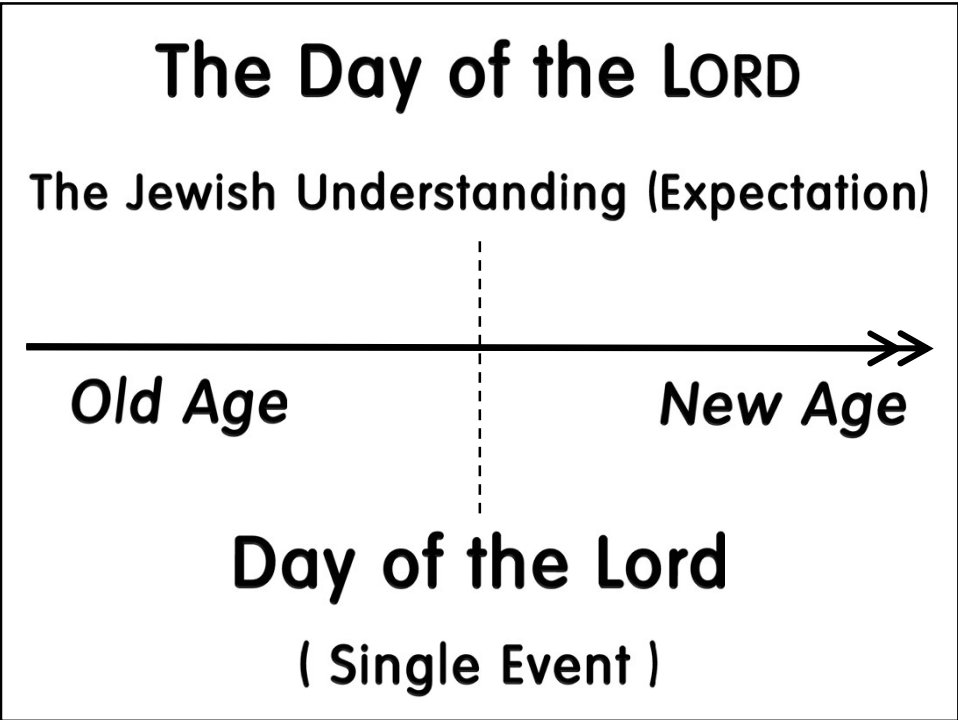 The Day of the LORD
The Jewish Understanding (Expectation)
Old Age New Age
Day of the Lord
( Single Event )